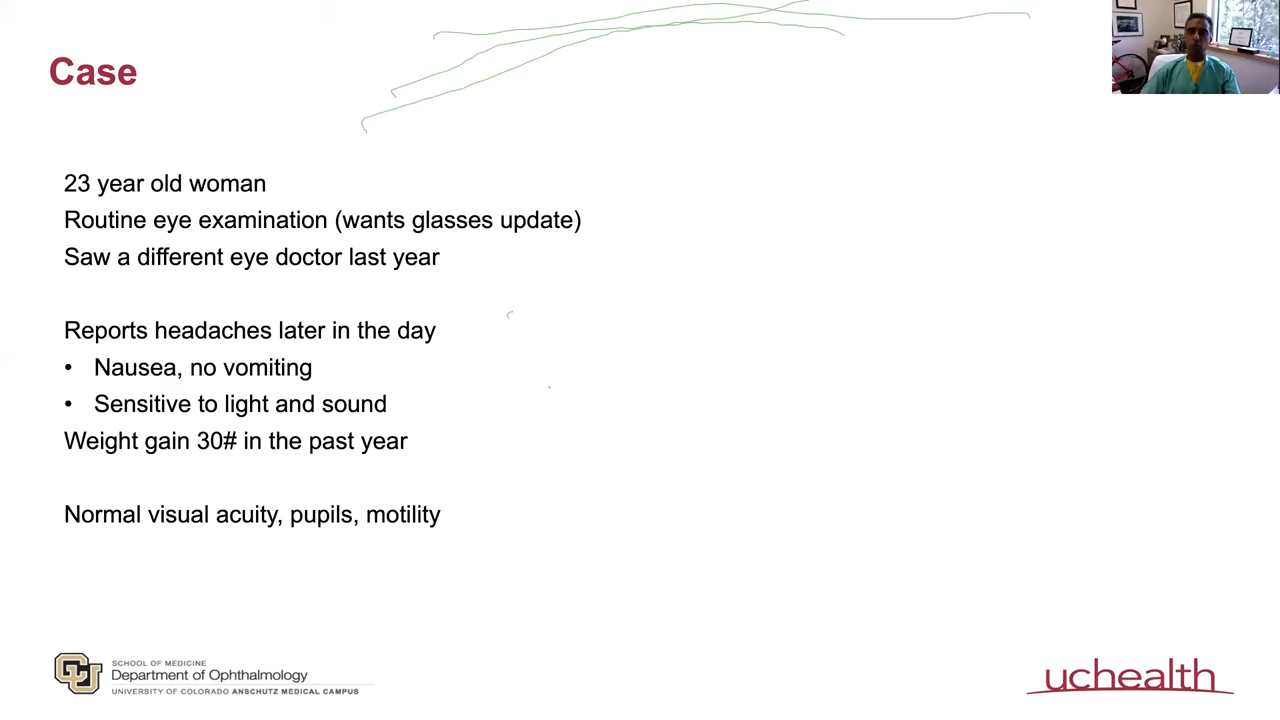 Case
23 year old woman
Routine eye examination (wants glasses update)
Saw a different eye doctor last year
Reports headaches later in the day
• Nausea, no vomiting
• Sensitive to light and sound
Weight gain 30# in the past year
Normal visual acuity, pupils, motility
CU
SCHOOL OF MEDICINE
Department of Ophthalmology
UNIVERSITY OF COLORADO ANSCHUTZ MEDICAL CAMPUS
uchealth